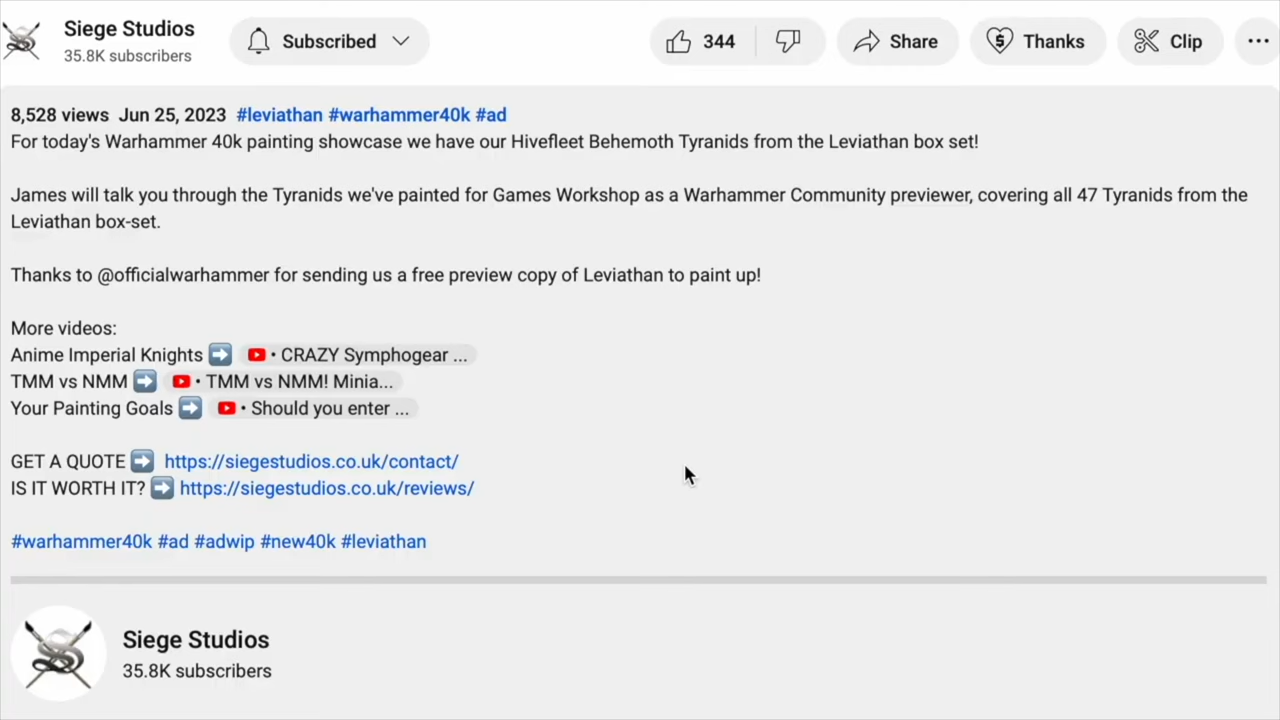 Siege Studios
35.8K subscribers
Subscribed
344
Share
Thanks
Clip
8,528 views Jun 25, 2023 #leviathan #warhammer40k #ad
For today's Warhammer 40k painting showcase we have our Hivefleet Behemoth Tyranids from the Leviathan box set!
James will talk you through the Tyranids we've painted for Games Workshop as a Warhammer Community previewer, covering all 47 Tyranids from the
Leviathan box-set.
Thanks to @officialwarhammer for sending us a free preview copy of Leviathan to paint up!
More videos:
Anime Imperial Knights ➡️ • CRAZY Symphogear ...
TMM vs NMM ➡️ • TMM vs NMM! Minia...
Your Painting Goals ➡️ • Should you enter ...
GET A QUOTE ➡️ https://siegestudios.co.uk/contact/
IS IT WORTH IT? ➡️ https://siegestudios.co.uk/reviews/
#warhammer40k #ad #adwip #new40k #leviathan
Siege Studios
35.8K subscribers